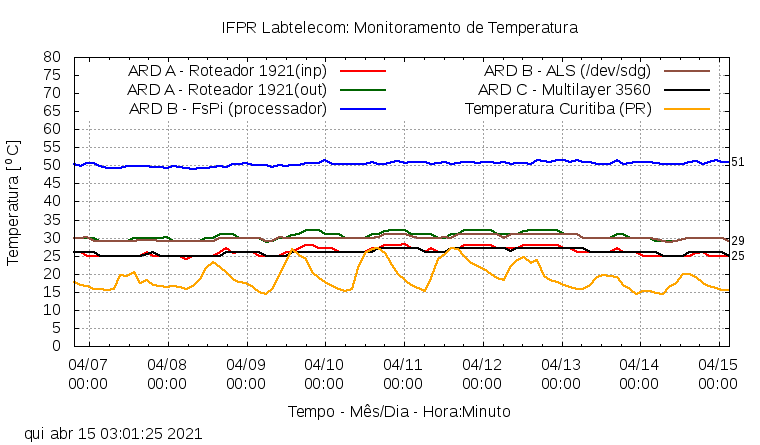 IFPR Labtelecom: Monitoramento de Temperatura
ARD A - Roteador 1921(inp)
ARD A - Roteador 1921(out)
ARD B - FsPi (processador)
ARD B - ALS (/dev/sdg)
ARD C - Multilayer 3560
Temperatura Curitiba (PR)
Temperatura [ºC]
80
75
70
65
60
55
50
45
40
35
30
25
20
15
10
5
0
51
29
25
04/07 04/08 04/09 04/10 04/11 04/12 04/13 04/14 04/15
00:00 00:00 00:00 00:00 00:00 00:00 00:00 00:00 00:00
Tempo - Mês/Dia - Hora:Minuto
qui abr 15 03:01:25 2021